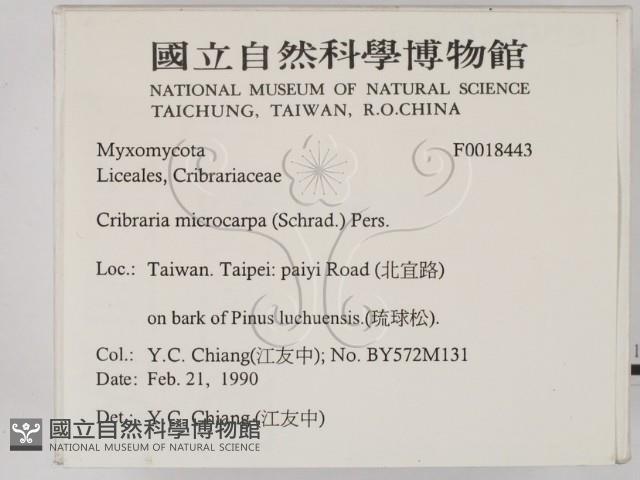 國立自然科學博物館
NATIONAL MUSEUM OF NATURAL SCIENCE
TAICHUNG, TAIWAN, R.O.CHINA
Myxomycota F0018443
Liceales, Cribrariaceae
Cribraria microcarpa (Schrad.) Pers.
Loc.: Taiwan. Taipei: paiyi Road (北宜路)
on bark of Pinus luchuensis.(琉球松).
Col.: Y.C. Chiang(江友中); No. BY572M131
Date: Feb. 21, 1990
Det.: Y.C. Chiang (江友中)
國立自然科學博物館
NATIONAL MUSEUM OF NATURAL SCIENCE